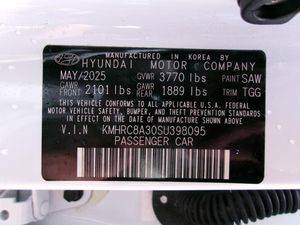 MANUFACTURED IN KOREA BY
HYUNDAI MOTOR COMPANY
MAY/2025 GVWR 3770 lbs PAINT SAW
GAWR FRONT 2101 lbs GAWR REAR 1889 lbs TRIM TGG
THIS VEHICLE CONFORMS TO ALL APPLICABLE
FEDERAL MOTOR VEHICLE SAFETY, BUMPER, AND
THEFT PREVENTION STANDARDS IN EFFECT ON
THE DATE OF MANUFACTURE SHOWN ABOVE.
V.I.N KMHRC8A30SU398095
PASSENGER CAR